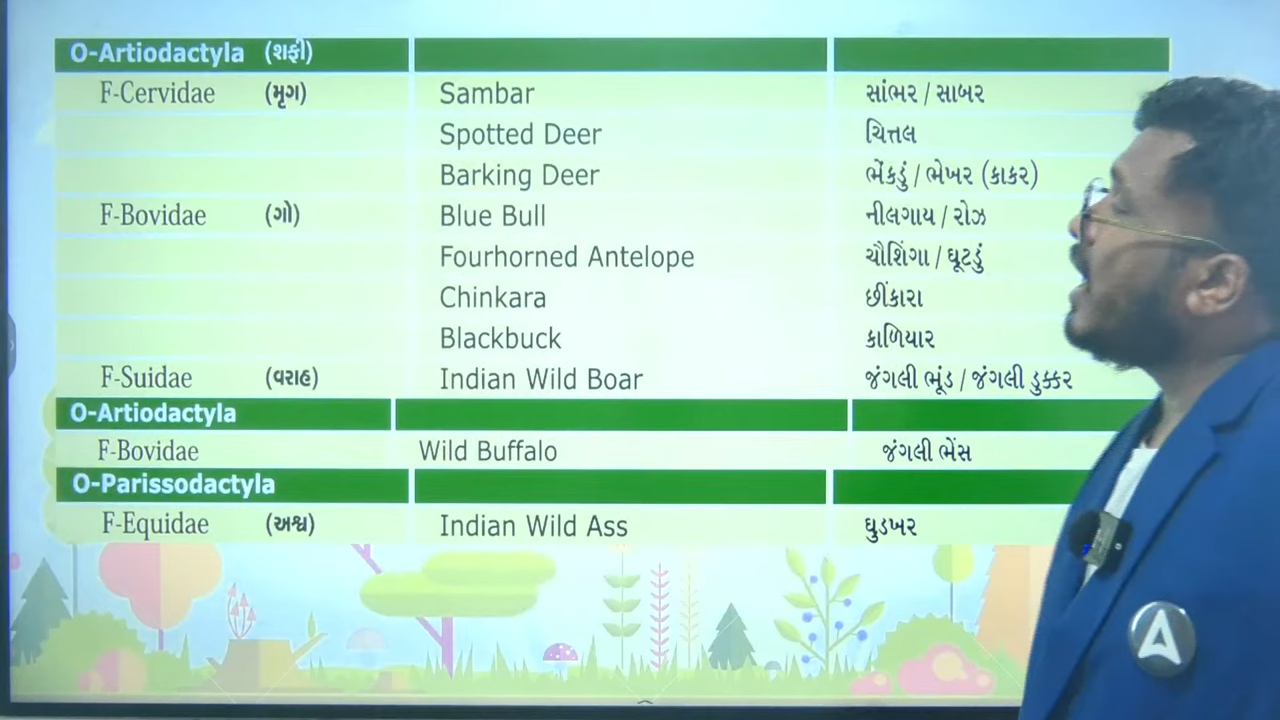 O-Artiodactyla (શફી)
F-Cervidae (મૃગ) Sambar સાંભર / સાબર
Spotted Deer ચિત્તલ
Barking Deer ભેંકડું / ભેખર (કાકર)
F-Bovidae (ગો) Blue Bull નીલગાય / રોઝ
Fourhorned Antelope ચૌશિંગા / ઘૂટડું
Chinkara છીંકારા
Blackbuck કાળિયાર
F-Suidae (વરાહ) Indian Wild Boar જંગલી ભૂંડ / જંગલી ડુક્કર
O-Artiodactyla
F-Bovidae Wild Buffalo જંગલી ભેંસ
O-Parissodactyla
F-Equidae (અશ્વ) Indian Wild Ass ઘુડખર